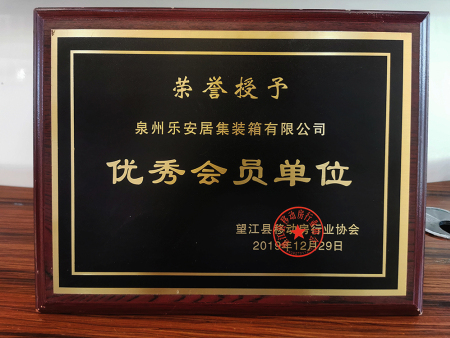 荣誉授予
泉州乐安居集装箱有限公司
优秀会员单位
望江县移动房行业协会
2019年12月29日